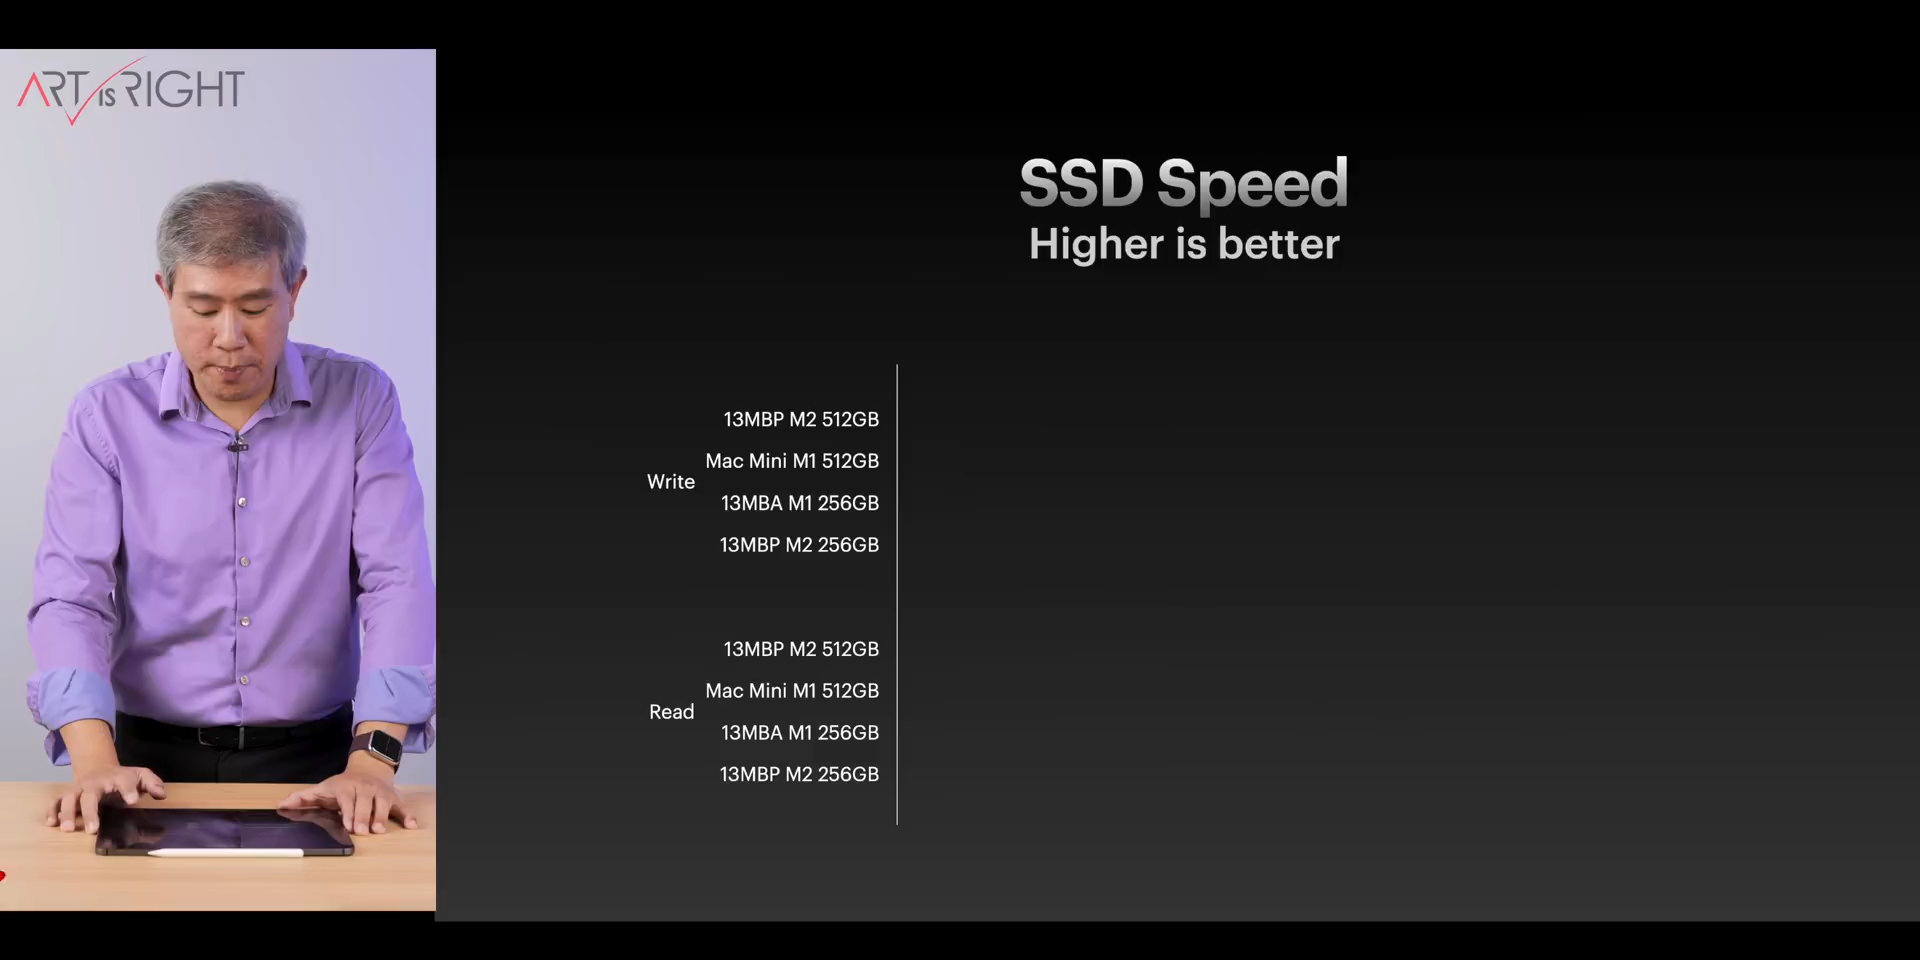 ART IS RIGHT
SSD Speed
Higher is better
Write
13MBP M2 512GB
Mac Mini M1 512GB
13MBA M1 256GB
13MBP M2 256GB
Read
13MBP M2 512GB
Mac Mini M1 512GB
13MBA M1 256GB
13MBP M2 256GB